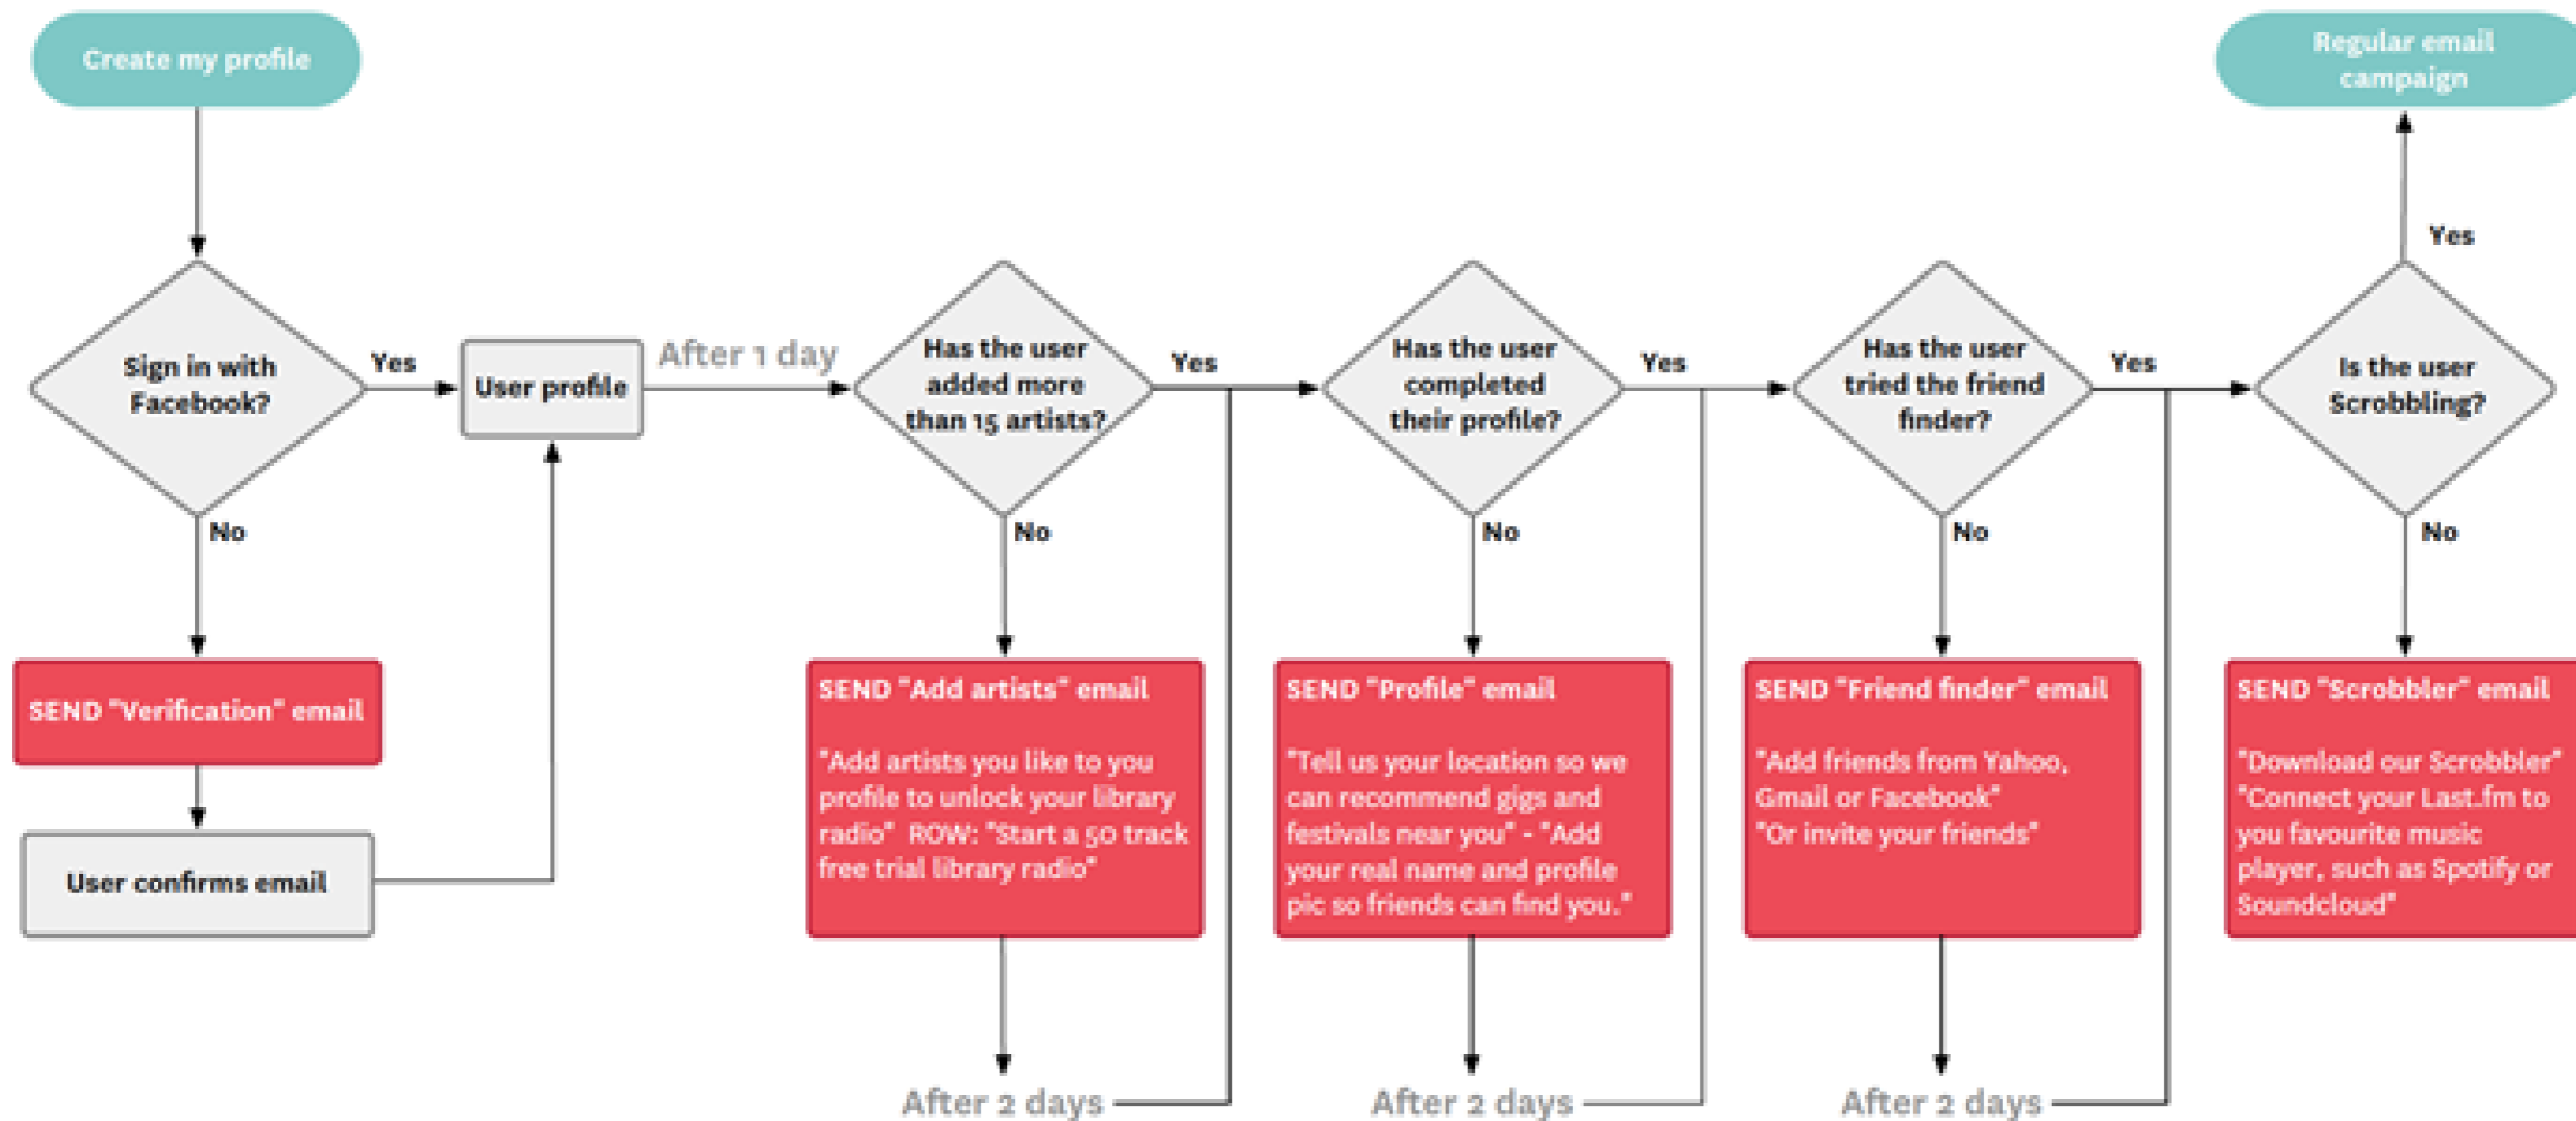 Create my profile
Regular email
campaign
Sign in with
Facebook?
Yes
No
User profile
After 1 day
Has the user
added more
than 15 artists?
Yes
No
Has the user
completed
their profile?
Yes
No
Has the user
tried the friend
finder?
Yes
No
Is the user
Scrobbling?
Yes
No
SEND "Verification" email
User confirms email
SEND "Add artists" email
"Add artists you like to you
profile to unlock your library
radio" ROW: "Start a 50 track
free trial library radio"
After 2 days
SEND "Profile" email
"Tell us your location so we
can recommend gigs and
festivals near you" - "Add
your real name and profile
pic so friends can find you."
After 2 days
SEND "Friend finder" email
"Add friends from Yahoo,
Gmail or Facebook"
"Or invite your friends"
After 2 days
SEND "Scrobbler" email
"Download our Scrobbler"
"Connect your Last.fm to
you favourite music
player, such as Spotify or
Soundcloud"